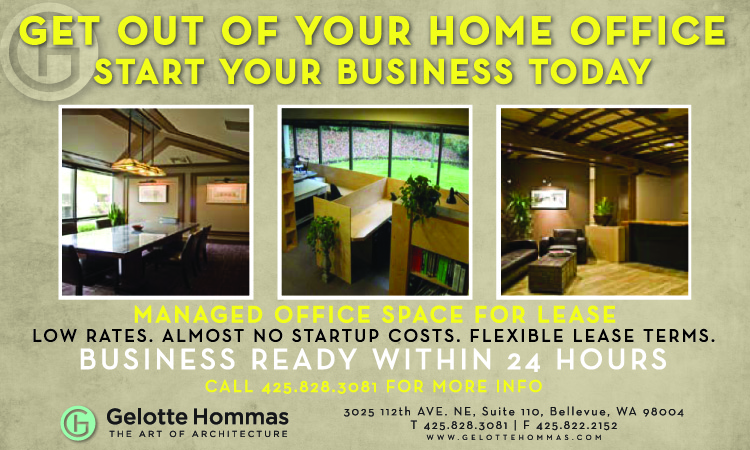 GET OUT OF YOUR HOME OFFICE
START YOUR BUSINESS TODAY
MANAGED OFFICE SPACE FOR LEASE
LOW RATES. ALMOST NO STARTUP COSTS. FLEXIBLE LEASE TERMS.
BUSINESS READY WITHIN 24 HOURS
CALL 425.828.3081 FOR MORE INFO
Gelotte Hommas
THE ART OF ARCHITECTURE
3025 112th AVE. NE, Suite 110, Bellevue, WA 98004
T 425.828.3081 | F 425.822.2152
WWW.GELOTTEHOMMAS.COM